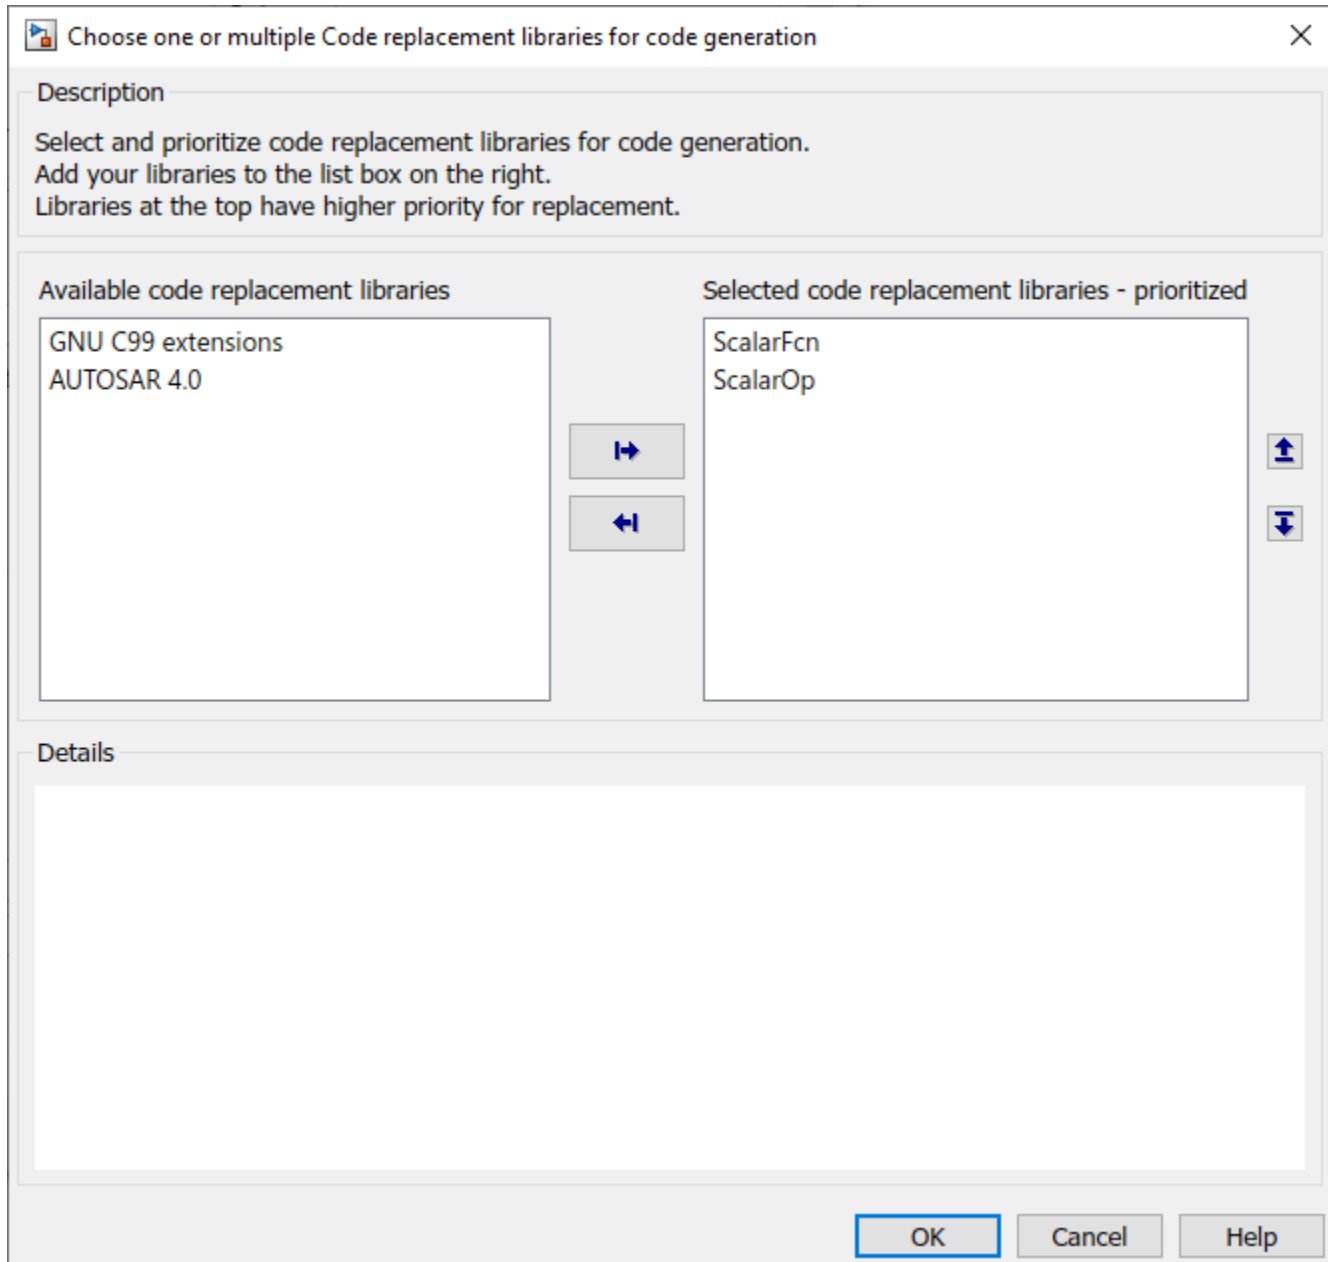 Choose one or multiple Code replacement libraries for code generation
Description
Select and prioritize code replacement libraries for code generation.
Add your libraries to the list box on the right.
Libraries at the top have higher priority for replacement.
Available code replacement libraries
Selected code replacement libraries - prioritized
GNU C99 extensions
AUTOSAR 4.0
ScalarFcn
ScalarOp
Details
OK
Cancel
Help